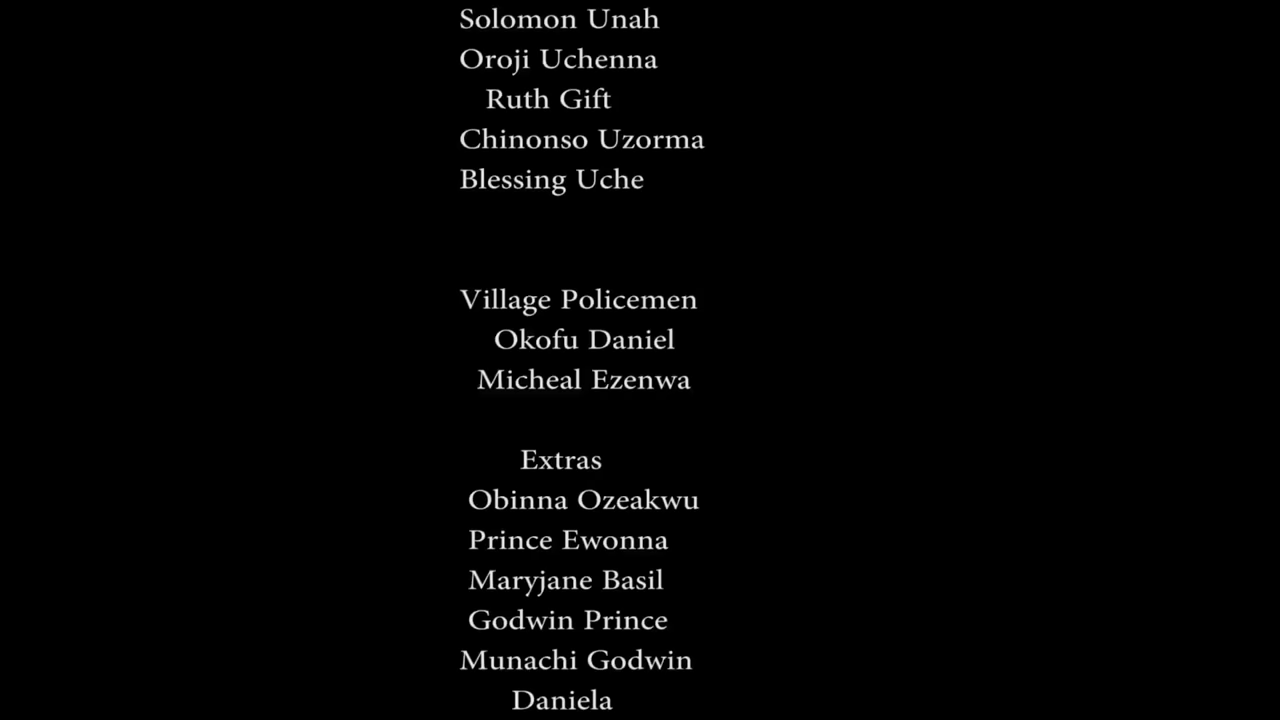 Solomon Unah
Oroji Uchenna
Ruth Gift
Chinonso Uzorma
Blessing Uche
Village Policemen
Okofu Daniel
Micheal Ezenwa
Extras
Obinna Ozeakwu
Prince Ewonna
Maryjane Basil
Godwin Prince
Munachi Godwin
Daniela